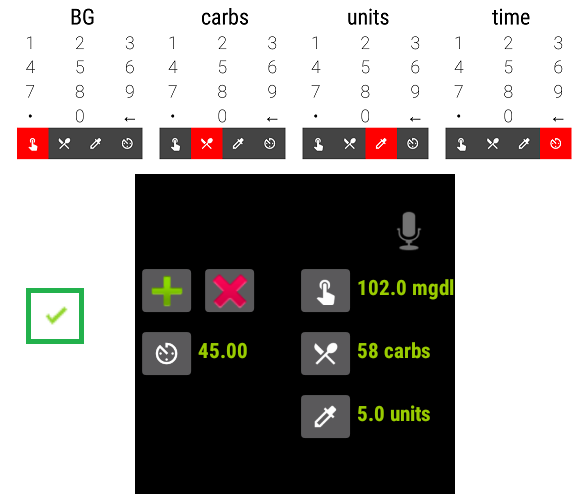 BG carbs units time
1 2 3 1 2 3 1 2 3 1 2 3
4 5 6 4 5 6 4 5 6 4 5 6
7 8 9 7 8 9 7 8 9 7 8 9
. 0 ← . 0 ← . 0 ← . 0 ←
102.0 mgdl
45.00 58 carbs
5.0 units